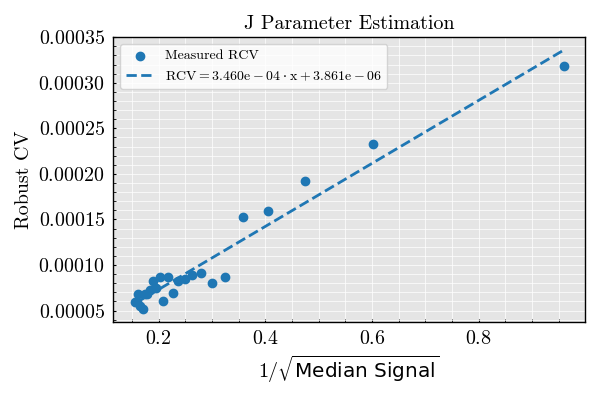 J Parameter Estimation
Measured RCV
RCV = 3.460e − 04 · x + 3.861e − 06
Robust CV
0.00035
0.00030
0.00025
0.00020
0.00015
0.00010
0.00005
0.2 0.4 0.6 0.8
1/√Median Signal